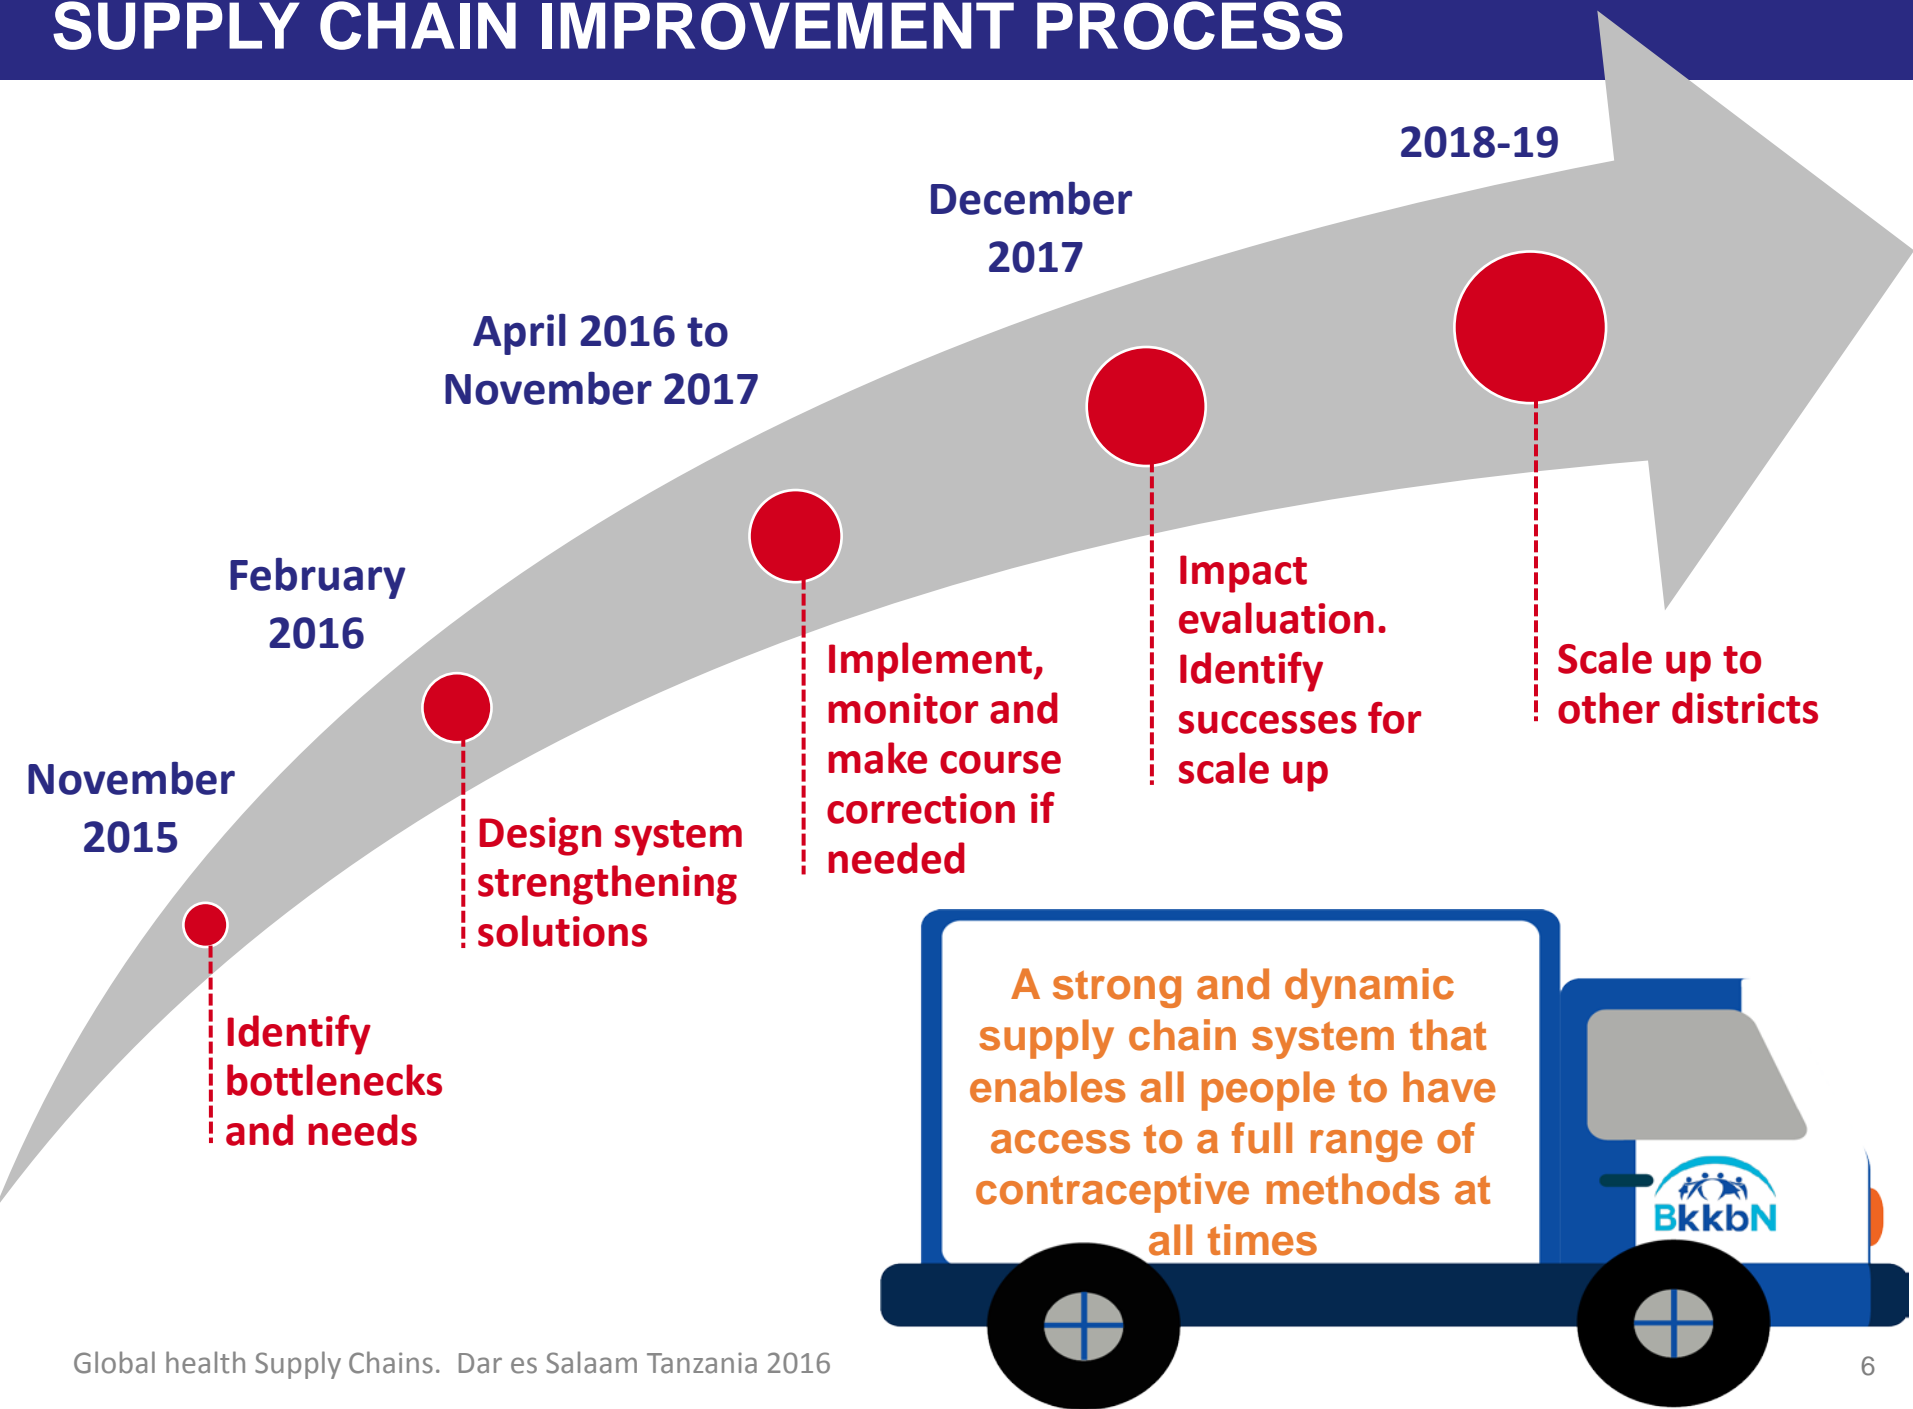 SUPPLY CHAIN IMPROVEMENT PROCESS
2018-19
December
2017
April 2016 to
November 2017
February
2016
November
2015
Identify
bottlenecks
and needs
Design system
strengthening
solutions
Implement,
monitor and
make course
correction if
needed
Impact
evaluation.
Identify
successes for
scale up
Scale up to
other districts
A strong and dynamic
supply chain system that
enables all people to have
access to a full range of
contraceptive methods at
all times
BkkbN
Global health Supply Chains.  Dar es Salaam Tanzania 2016
6